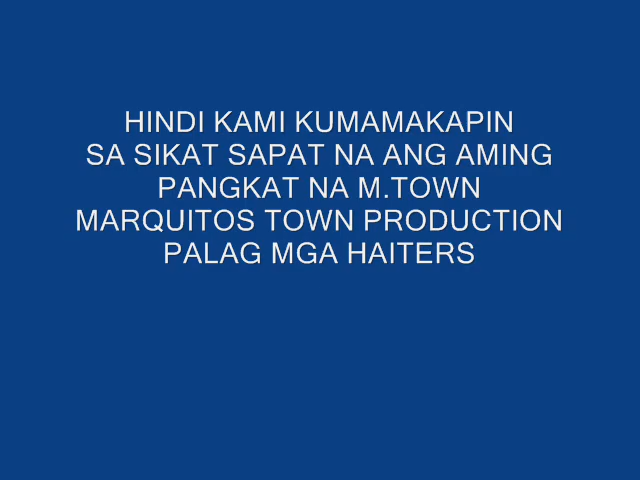 HINDI KAMI KUMAMAKAPIN
SA SIKAT SAPAT NA ANG AMING
PANGKAT NA M.TOWN
MARQUITOS TOWN PRODUCTION
PALAG MGA HAITERS